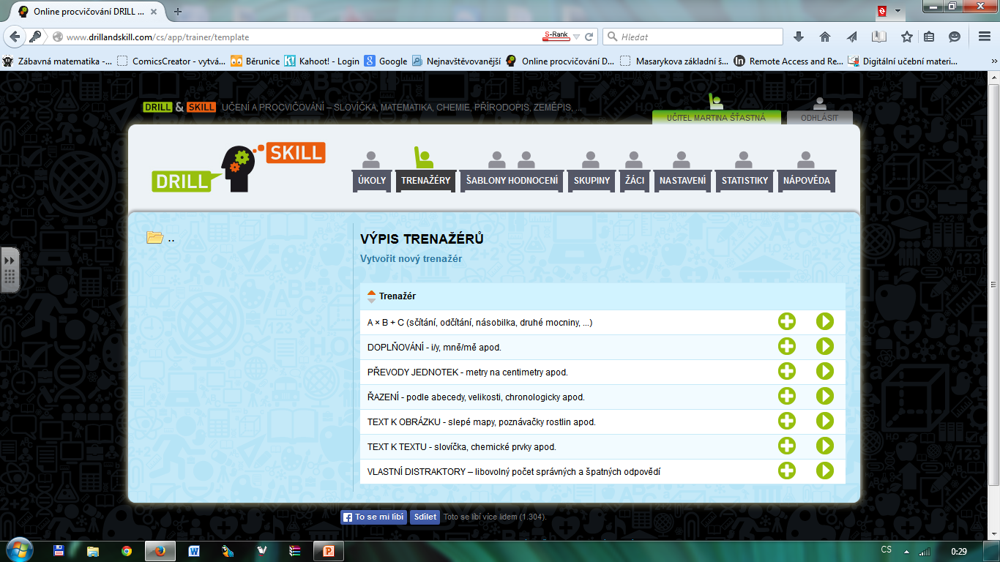 Online procvičování DRILL ...
www.drillandskill.com/cs/app/trainer/template
S-Rank
Hledat
Zábavná matematika -...
ComicsCreator - vytvá...
Bërunice
Kahoot! - Login
Google
Nejnavštěvovanější
Online procvičování D...
Masarykova základní š...
Remote Access and Re...
Digitální učební materi...
DRILL & SKILL UČENÍ A PROCVIČOVÁNÍ – SLOVÍČKA, MATEMATIKA, CHEMIE, PŘÍRODOPIS, ZEMĚPIS, ...
UČITEL MARTINA ŠŤASTNÁ
ODHLÁSIT
DRILL
SKILL
ÚKOLY
TRENAŽÉRY
ŠABLONY HODNOCENÍ
SKUPINY
ŽÁCI
NASTAVENÍ
STATISTIKY
NÁPOVĚDA
..
VÝPIS TRENAŽÉRŮ
Vytvořit nový trenažér
Trenažér
A × B + C (sčítání, odčítání, násobilka, druhé mocniny, ...)
DOPLŇOVÁNÍ - i/y, mně/mě apod.
PŘEVODY JEDNOTEK - metry na centimetry apod.
ŘAZENÍ - podle abecedy, velikosti, chronologicky apod.
TEXT K OBRÁZKU - slepé mapy, poznávačky rostlin apod.
TEXT K TEXTU - slovíčka, chemické prvky apod.
VLASTNÍ DISTRAKTORY – libovolný počet správných a špatných odpovědí
To se mi líbí
Sdílet
Toto se líbí více lidem (1.304).
CS
0:29